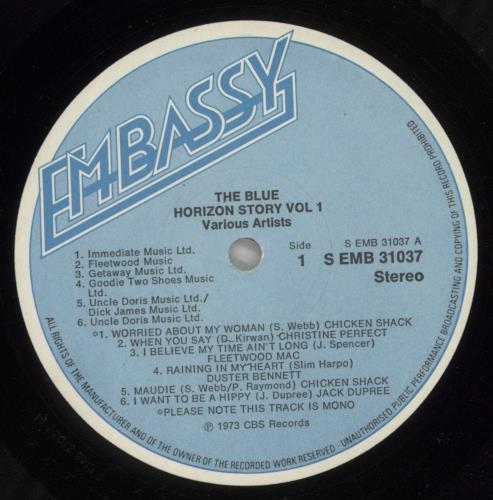 EMBASSY
THE BLUE
HORIZON STORY VOL 1
Various Artists
1. Immediate Music Ltd.
2. Fleetwood Music
3. Getaway Music Ltd.
4. Goodie Two Shoes Music
Ltd.
5. Uncle Doris Music Ltd./
Dick James Music Ltd.
6. Uncle Doris Music Ltd.
Side
1
S EMB 31037 A
S EMB 31037
Stereo
*1. WORRIED ABOUT MY WOMAN (S. Webb) CHICKEN SHACK
2. WHEN YOU SAY (D. Kirwan) CHRISTINE PERFECT
3. I BELIEVE MY TIME AIN'T LONG (J. Spencer)
FLEETWOOD MAC
4. RAINING IN MY HEART (Slim Harpo)
DUSTER BENNETT
5. MAUDIE (S. Webb/P. Raymond) CHICKEN SHACK
6. I WANT TO BE A HIPPY (J. Dupree) JACK DUPREE
*PLEASE NOTE THIS TRACK IS MONO
℗ 1973 CBS Records
ALL RIGHTS OF THE MANUFACTURER AND OF THE OWNER OF THE RECORDED WORK RESERVED · UNAUTHORISED PUBLIC PERFORMANCE BROADCASTING AND COPYING OF THIS RECORD PROHIBITED